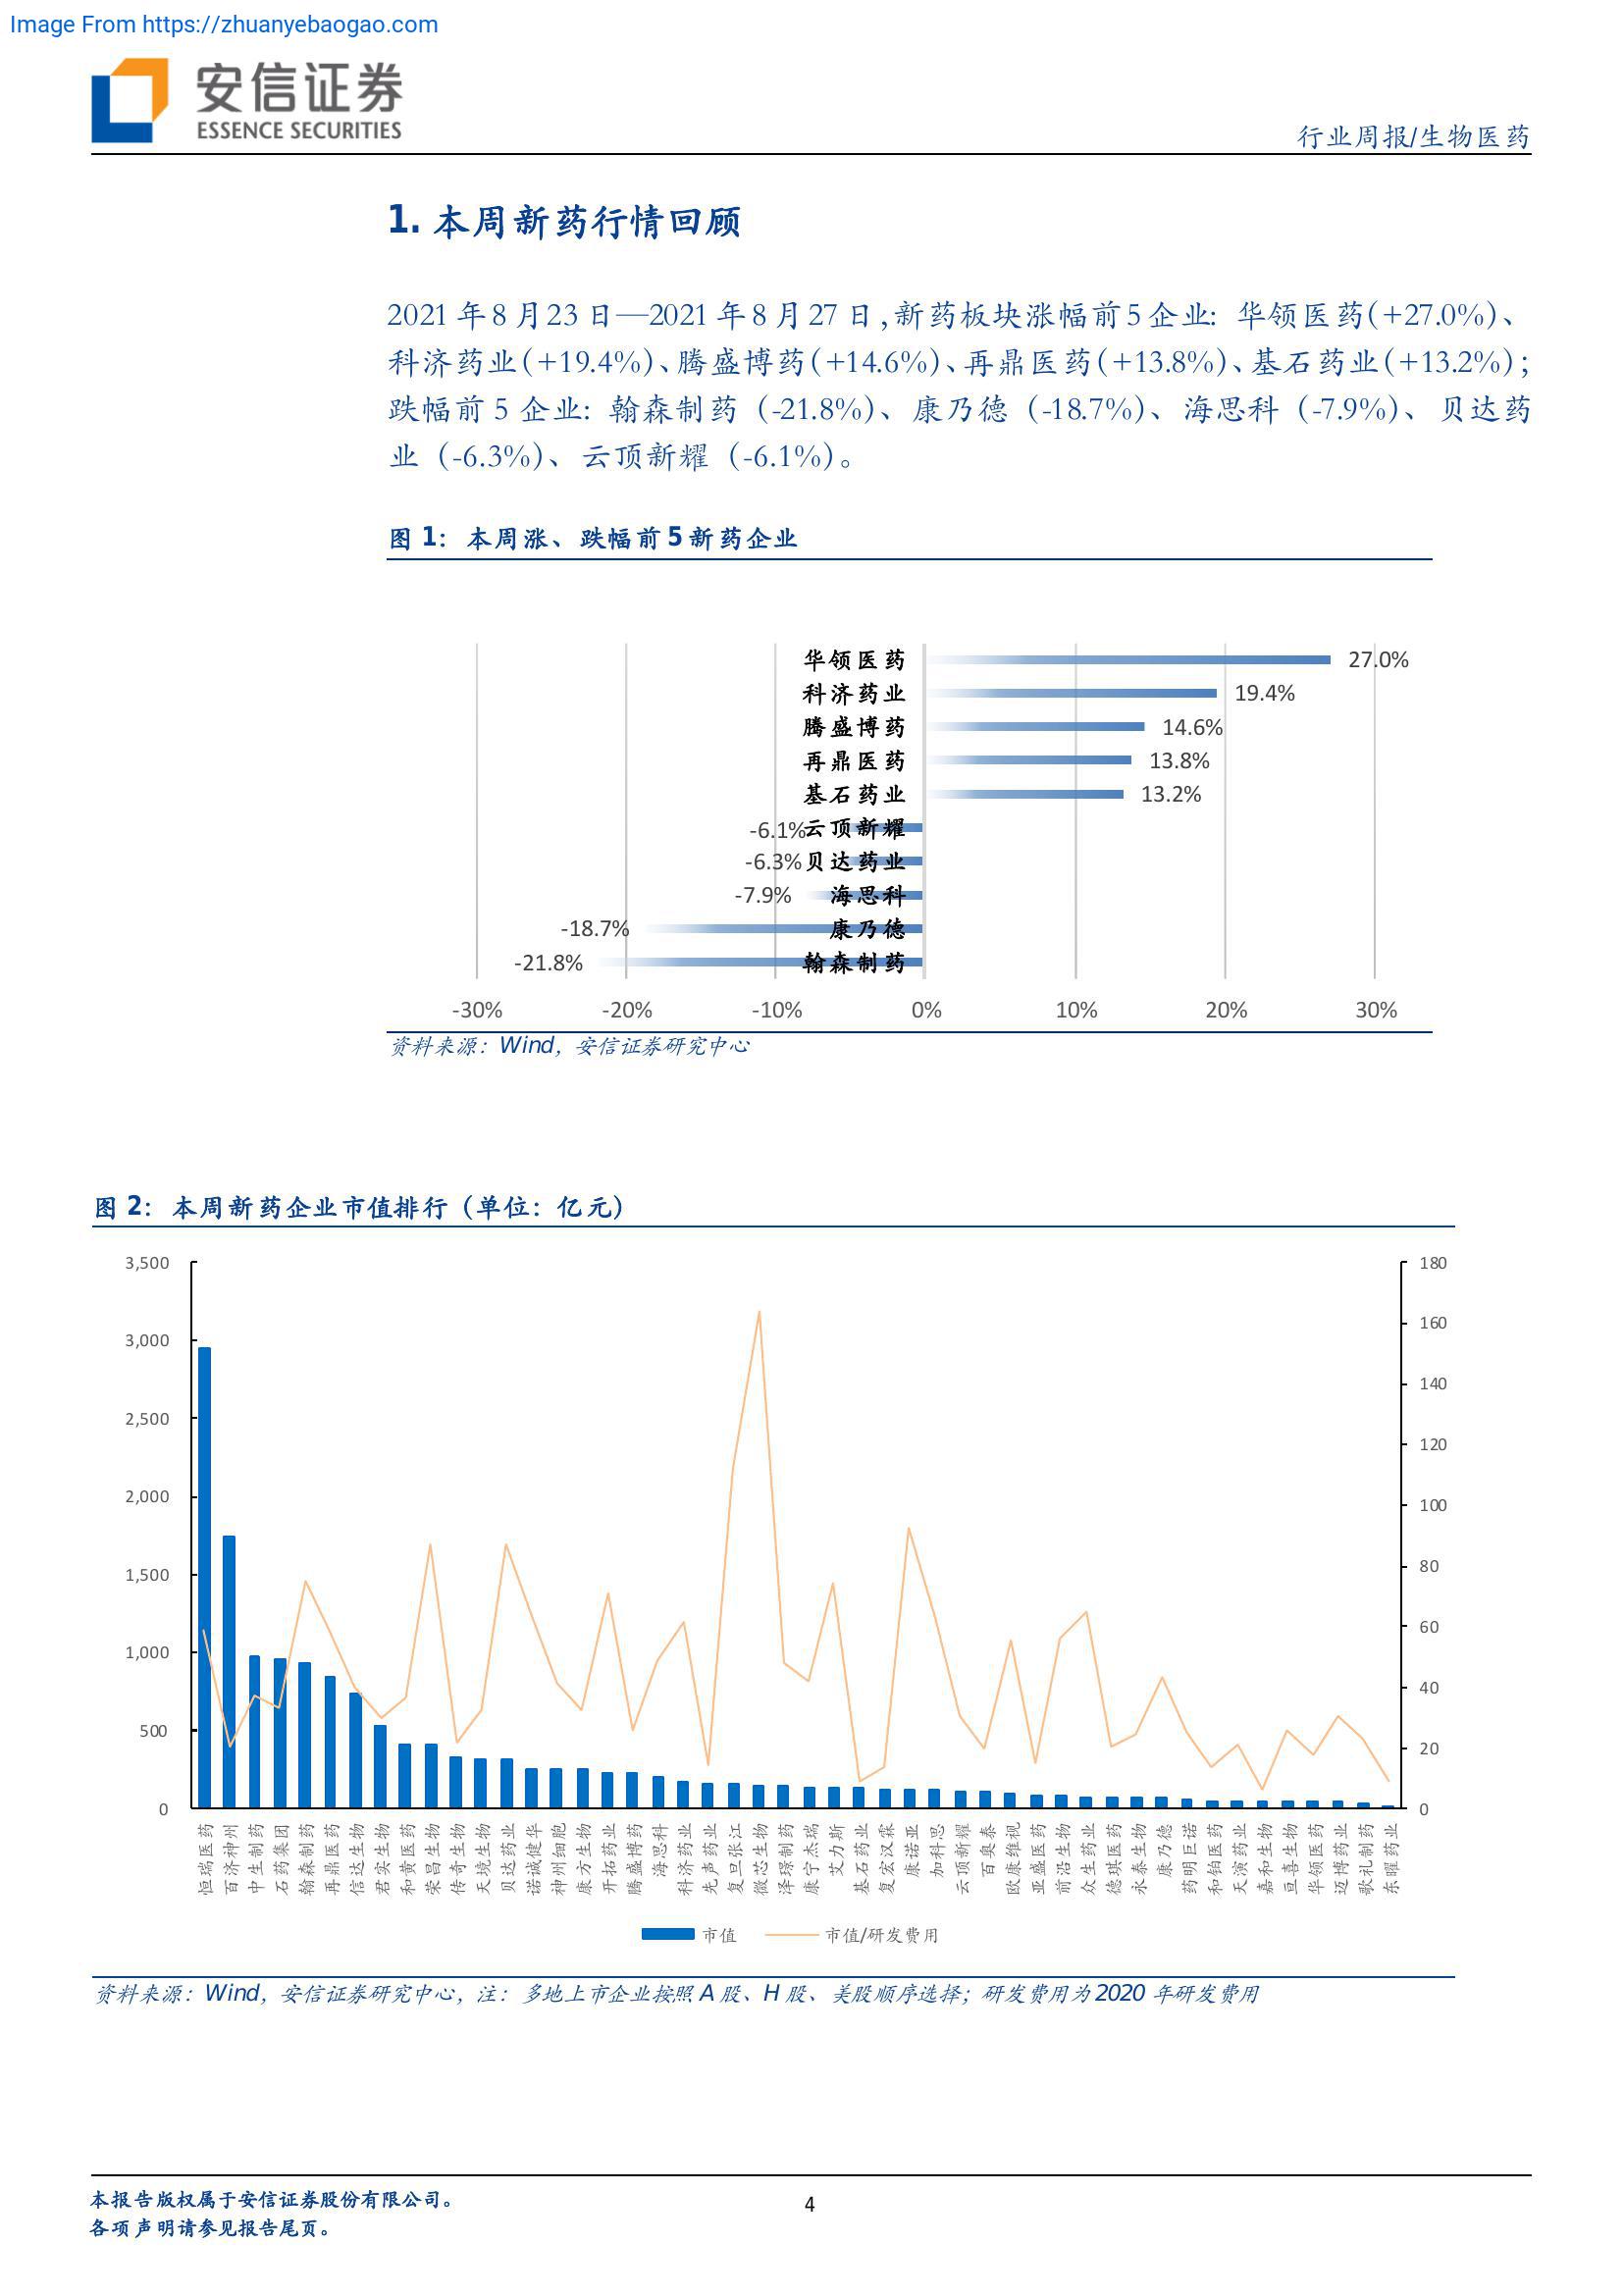 Image From https://zhuanyebaogao.com
安信证券
ESSENCE SECURITIES
行业周报/生物医药
1. 本周新药行情回顾
2021 年 8 月 23 日—2021 年 8 月 27 日,新药板块涨幅前 5 企业：华领医药(+27.0%)、
科济药业(+19.4%)、腾盛博药(+14.6%)、再鼎医药(+13.8%)、基石药业(+13.2%)；
跌幅前 5 企业：翰森制药（-21.8%）、康乃德（-18.7%）、海思科（-7.9%）、贝达药
业（-6.3%）、云顶新耀（-6.1%）。
图 1：本周涨、跌幅前 5 新药企业
华领医药 27.0%
科济药业 19.4%
腾盛博药 14.6%
再鼎医药 13.8%
基石药业 13.2%
-6.1% 云顶新耀
-6.3% 贝达药业
-7.9% 海思科
-18.7% 康乃德
-21.8% 翰森制药
-30% -20% -10% 0% 10% 20% 30%
资料来源：Wind，安信证券研究中心
图 2：本周新药企业市值排行（单位：亿元）
3,500
3,000
2,500
2,000
1,500
1,000
500
0
180
160
140
120
100
80
60
40
20
0
恒瑞医药
百济神州
中生制药
石药集团
翰森制药
再鼎医药
信达生物
君实生物
和黄医药
荣昌生物
传奇生物
天境生物
贝达药业
诺诚健华
神州细胞
康方生物
开拓药业
腾盛博药
海思科
科济药业
先声药业
复旦张江
微芯生物
泽璟制药
康宁杰瑞
艾力斯
基石药业
复宏汉霖
康诺亚
加科思
云顶新耀
百奥泰
欧康维视
亚盛医药
前沿生物
众生药业
德琪医药
永泰生物
康乃德
药明巨诺
和铂医药
天演药业
嘉和生物
亘喜生物
华领医药
迈博药业
歌礼制药
东曜药业
市值 市值/研发费用
资料来源：Wind，安信证券研究中心，注：多地上市企业按照 A 股、H 股、美股顺序选择；研发费用为 2020 年研发费用
本报告版权属于安信证券股份有限公司。
各项声明请参见报告尾页。
4